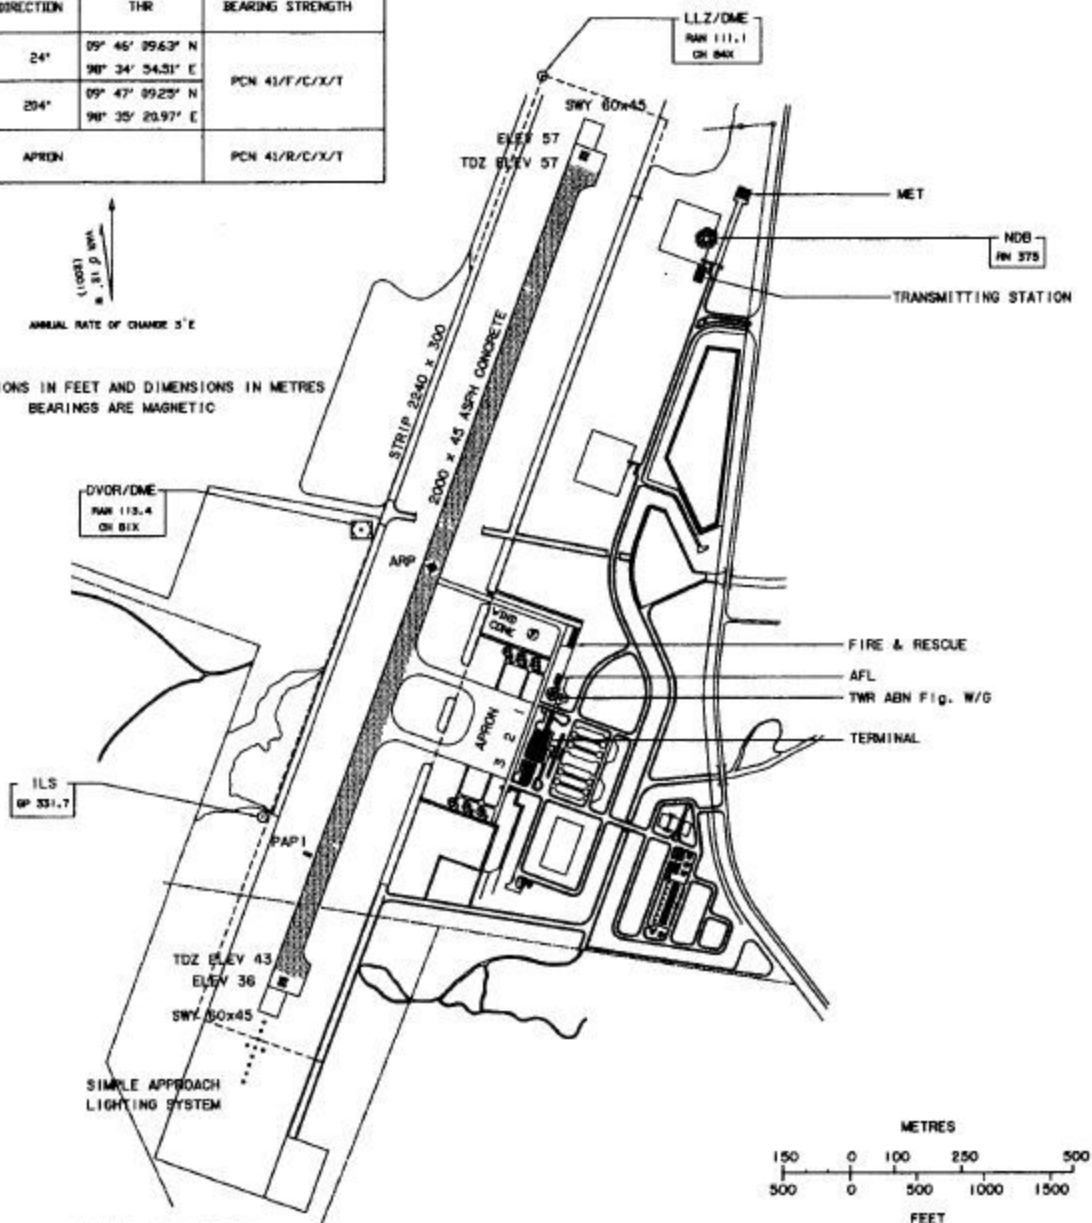 DIRECTION THR BEARING STRENGTH
24° 09° 46' 09.63" N
98° 34' 54.51" E
PCN 41/F/C/X/T
204° 09° 47' 09.25" N
98° 35' 20.97" E
APRON PCN 41/R/C/X/T
LLZ/DME
RAN 111.1
CH 84X
SWY 60x45
ELEV 57
TDZ ELEV 57
MET
NDB
RN 375
TRANSMITTING STATION
ANNUAL RATE OF CHANGE 3'E
IONS IN FEET AND DIMENSIONS IN METRES
BEARINGS ARE MAGNETIC
STRIP 2240 x 300
2000 x 45 ASPH CONCRETE
DVOR/DME
RAN 113.4
CH 81X
ARP
WIND
CONE
FIRE & RESCUE
AFL
TWR ABN Flg. W/G
TERMINAL
APRON
1
2
3
ILS
GP 331.7
PAPI
TDZ ELEV 43
ELEV 36
SWY 60x45
SIMPLE APPROACH
LIGHTING SYSTEM
METRES
150 0 100 250 500
500 0 500 1000 1500
FEET